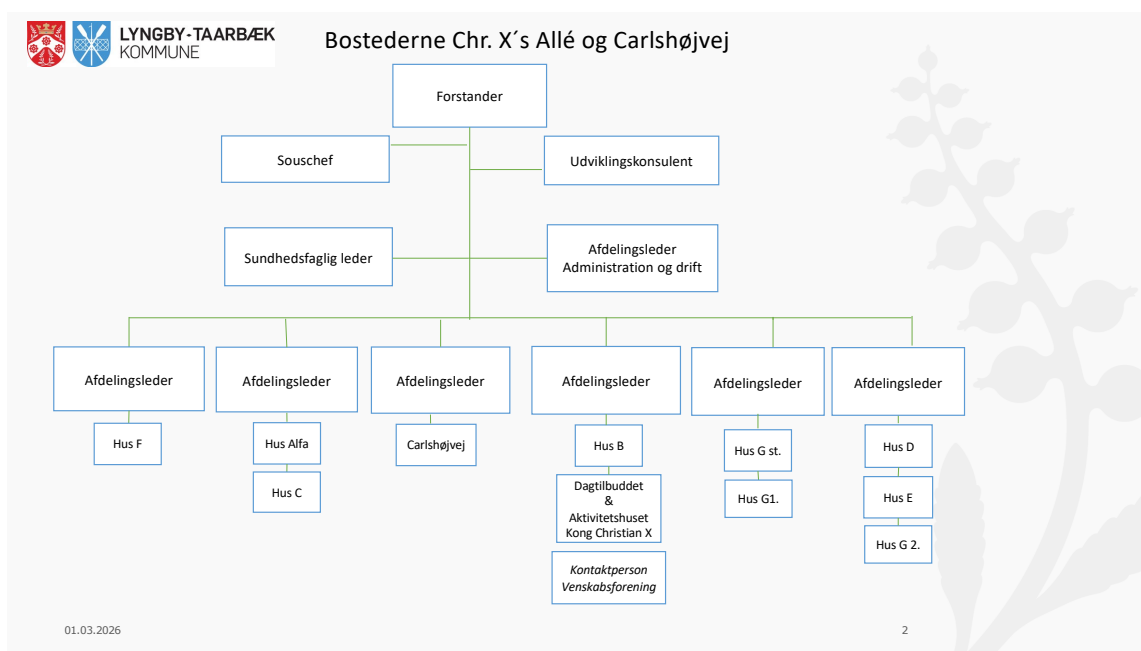 LYNGBY-TAARBÆK
KOMMUNE
Bostederne Chr. X´s Allé og Carlshøjvej
Forstander
Souschef
Udviklingskonsulent
Sundhedsfaglig leder
Afdelingsleder
Administration og drift
Afdelingsleder
Afdelingsleder
Afdelingsleder
Afdelingsleder
Afdelingsleder
Afdelingsleder
Hus F
Hus Alfa
Hus C
Carlshøjvej
Hus B
Dagtilbuddet
&
Aktivitetshuset
Kong Christian X
Kontaktperson
Venskabsforening
Hus G st.
Hus G1.
Hus D
Hus E
Hus G 2.
01.03.2026
2